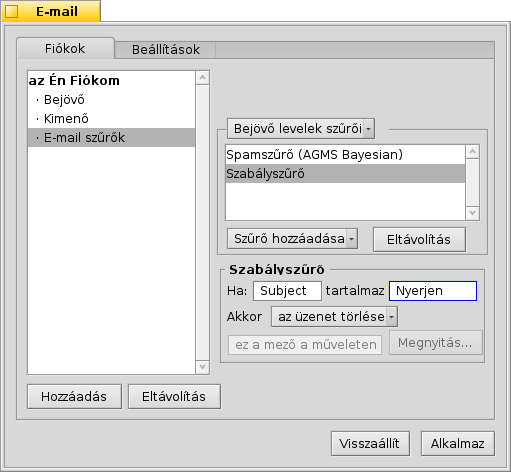 E-mail
Fiókok
Beállítások
az Én Fiókom
· Bejövő
· Kimenő
· E-mail szűrők
Bejövő levelek szűrői
Spamszűrő (AGMS Bayesian)
Szabályszűrő
Szűrő hozzáadása
Eltávolítás
Szabályszűrő
Ha: Subject tartalmaz Nyerjen
Akkor az üzenet törlése
ez a mező a műveleten
Megnyitás...
Hozzáadás
Eltávolítás
Visszaállít
Alkalmaz